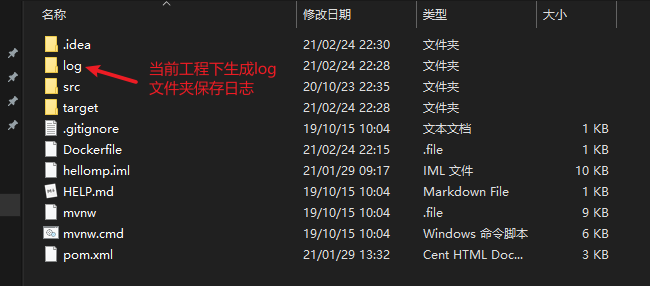 名称 修改日期 类型 大小
.idea 21/02/24 22:30 文件夹
log 21/02/24 22:28 文件夹
当前工程下生成log
文件夹保存日志
src 20/10/23 22:35 文件夹
target 21/02/24 22:28 文件夹
.gitignore 19/10/15 10:04 文本文档 1 KB
Dockerfile 21/02/24 22:15 .file 1 KB
hellomp.iml 21/01/29 09:17 IML 文件 10 KB
HELP.md 19/10/15 10:04 Markdown File 1 KB
mvnw 19/10/15 10:04 .file 9 KB
mvnw.cmd 19/10/15 10:04 Windows 命令脚本 6 KB
pom.xml 21/01/29 13:32 Cent HTML Doc... 3 KB